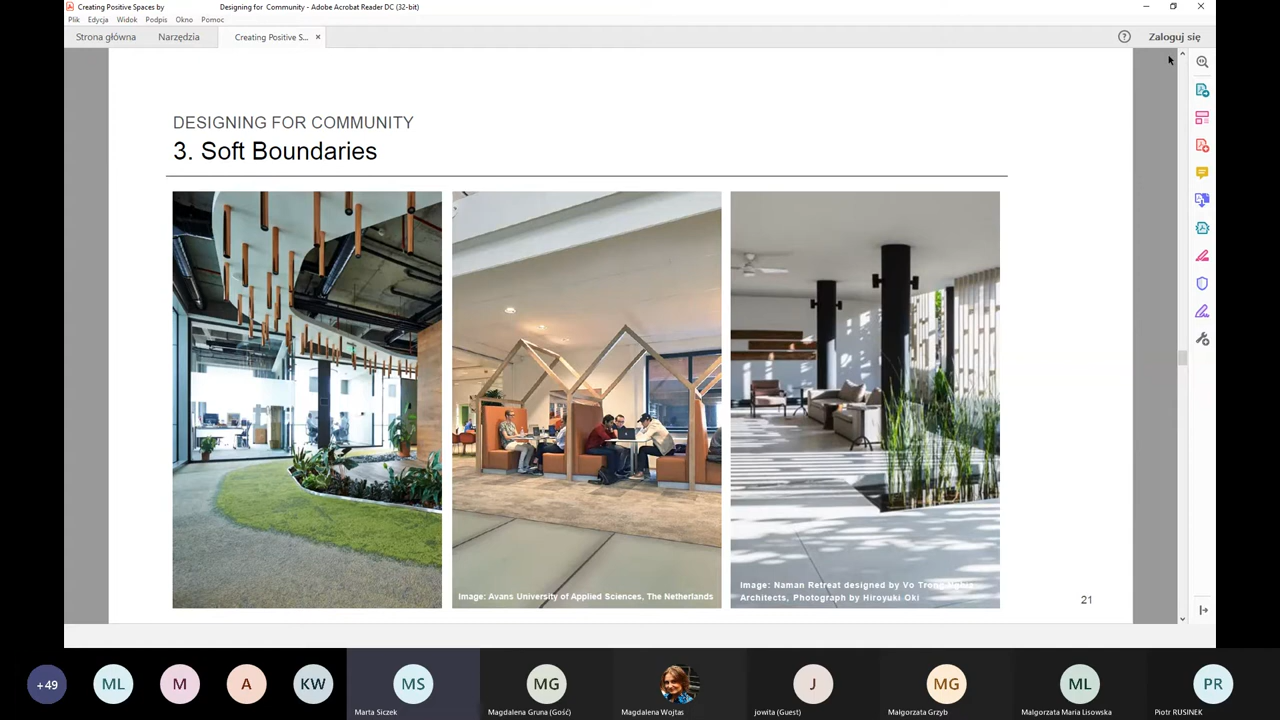 Creating Positive Spaces by Designing for Community - Adobe Acrobat Reader DC (32-bit)
Plik Edycja Widok Podpis Okno Pomoc
Strona główna Narzędzia Creating Positive S... × Zaloguj się
DESIGNING FOR COMMUNITY
3. Soft Boundaries
Image: Avans University of Applied Sciences, The Netherlands
Image: Naman Retreat designed by Vo Trong Nghia
Architects, Photograph by Hiroyuki Oki
21
+49 ML M A KW MS MG J MG ML PR
Marta Siczek Magdalena Gruna (Gość) Magdalena Wojtas jowita (Guest) Malgorzata Grzyb Malgorzata Maria Lisowska Piotr RUSINEK